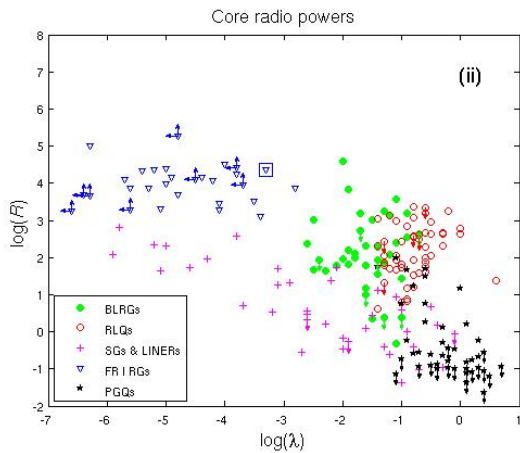 Core radio powers
8
7
6
5
4
3
2
1
0
-1
-2
log(R)
(ii)
BLRGs
RLQs
SGs & LINERs
FR I RGs
PGQs
-7 -6 -5 -4 -3 -2 -1 0 1
log(λ)